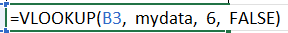 =VLOOKUP(B3, mydata, 6, FALSE)